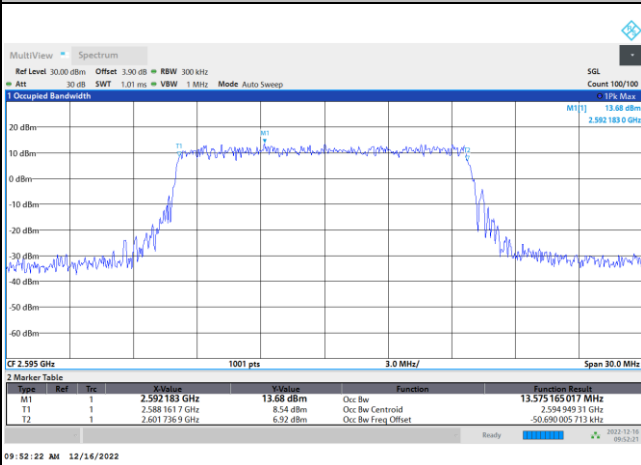 MultiView Spectrum
Ref Level 30.00 dBm Offset 3.90 dB RBW 300 kHz SGL
Att 30 dB SWT 1.01 ms VBW 1 MHz Mode Auto Sweep Count 100/100
1 Occupied Bandwidth 1Pk Max
M1[1] 13.68 dBm
2.592 183 0 GHz
20 dBm
M1
T1
T2
10 dBm
0 dBm
-10 dBm
-20 dBm
-30 dBm
-40 dBm
-50 dBm
-60 dBm
CF 2.595 GHz 1001 pts 3.0 MHz/ Span 30.0 MHz
2 Marker Table
Type Ref Trc X-Value Y-Value Function Function Result
M1 1 2.592183 GHz 13.68 dBm Occ Bw 13.575165017 MHz
T1 1 2.588 161 7 GHz 8.54 dBm Occ Bw Centroid 2.594 949 31 GHz
T2 1 2.601 736 9 GHz 6.92 dBm Occ Bw Freq Offset -50.690 005 713 kHz
Ready 2022-12-16
09:52:21
09:52:22 AM 12/16/2022